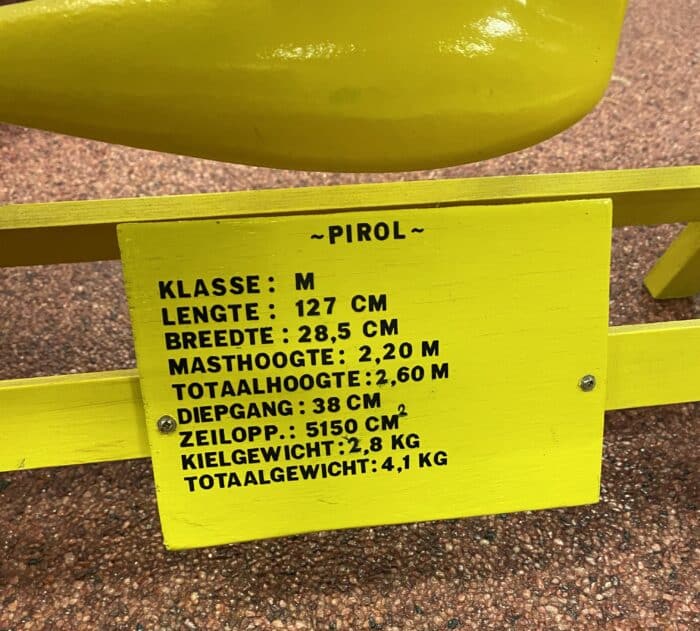 ~PIROL~
KLASSE: M
LENGTE: 127 CM
BREEDTE: 28,5 CM
MASTHOOGTE: 2,20 M
TOTAALHOOGTE: 2,60 M
DIEPGANG: 38 CM
ZEILOPP.: 5150 CM²
KIELGEWICHT: 2,8 KG
TOTAALGEWICHT: 4,1 KG